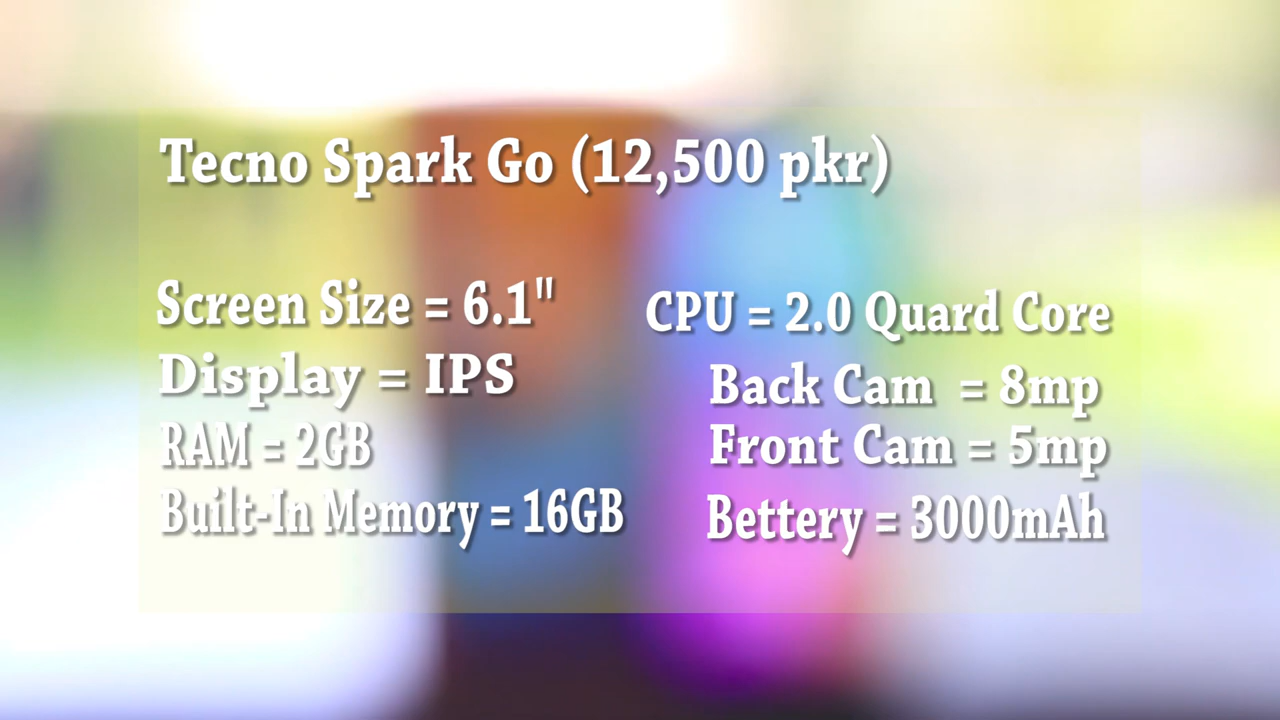 Tecno Spark Go (12,500 pkr)
Screen Size = 6.1"
Display = IPS
RAM = 2GB
Built-In Memory = 16GB
CPU = 2.0 Quard Core
Back Cam = 8mp
Front Cam = 5mp
Bettery = 3000mAh